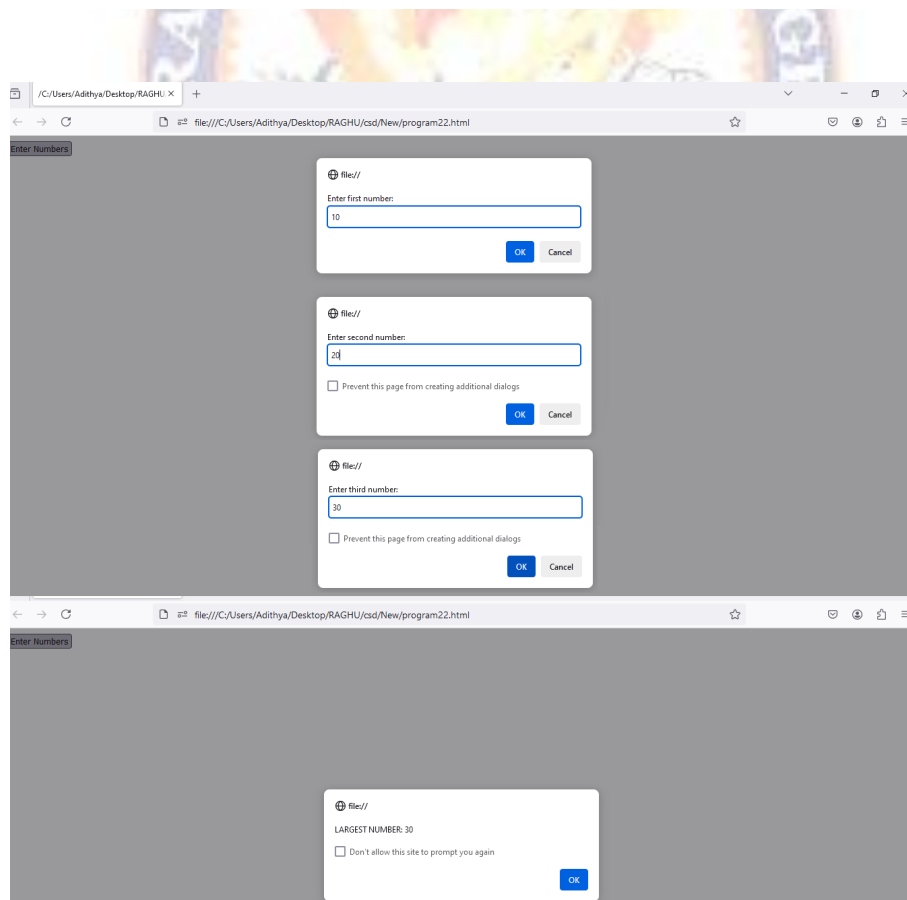 /C:/Users/Adithya/Desktop/RAGHU
file:///C:/Users/Adithya/Desktop/RAGHU/csd/New/program22.html
Enter Numbers
file://
Enter first number:
10
OK Cancel
file://
Enter second number:
20
Prevent this page from creating additional dialogs
OK Cancel
file://
Enter third number:
30
Prevent this page from creating additional dialogs
OK Cancel
file:///C:/Users/Adithya/Desktop/RAGHU/csd/New/program22.html
Enter Numbers
file://
LARGEST NUMBER: 30
Don't allow this site to prompt you again
OK